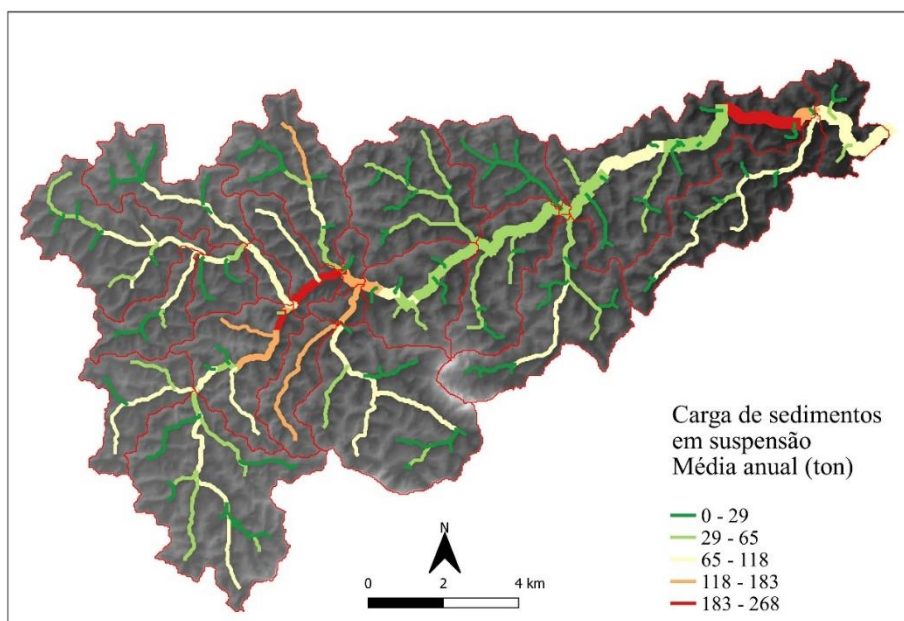 Carga de sedimentos
em suspensão
Média anual (ton)
0 - 29
29 - 65
65 - 118
118 - 183
183 - 268
N
0 2 4 km